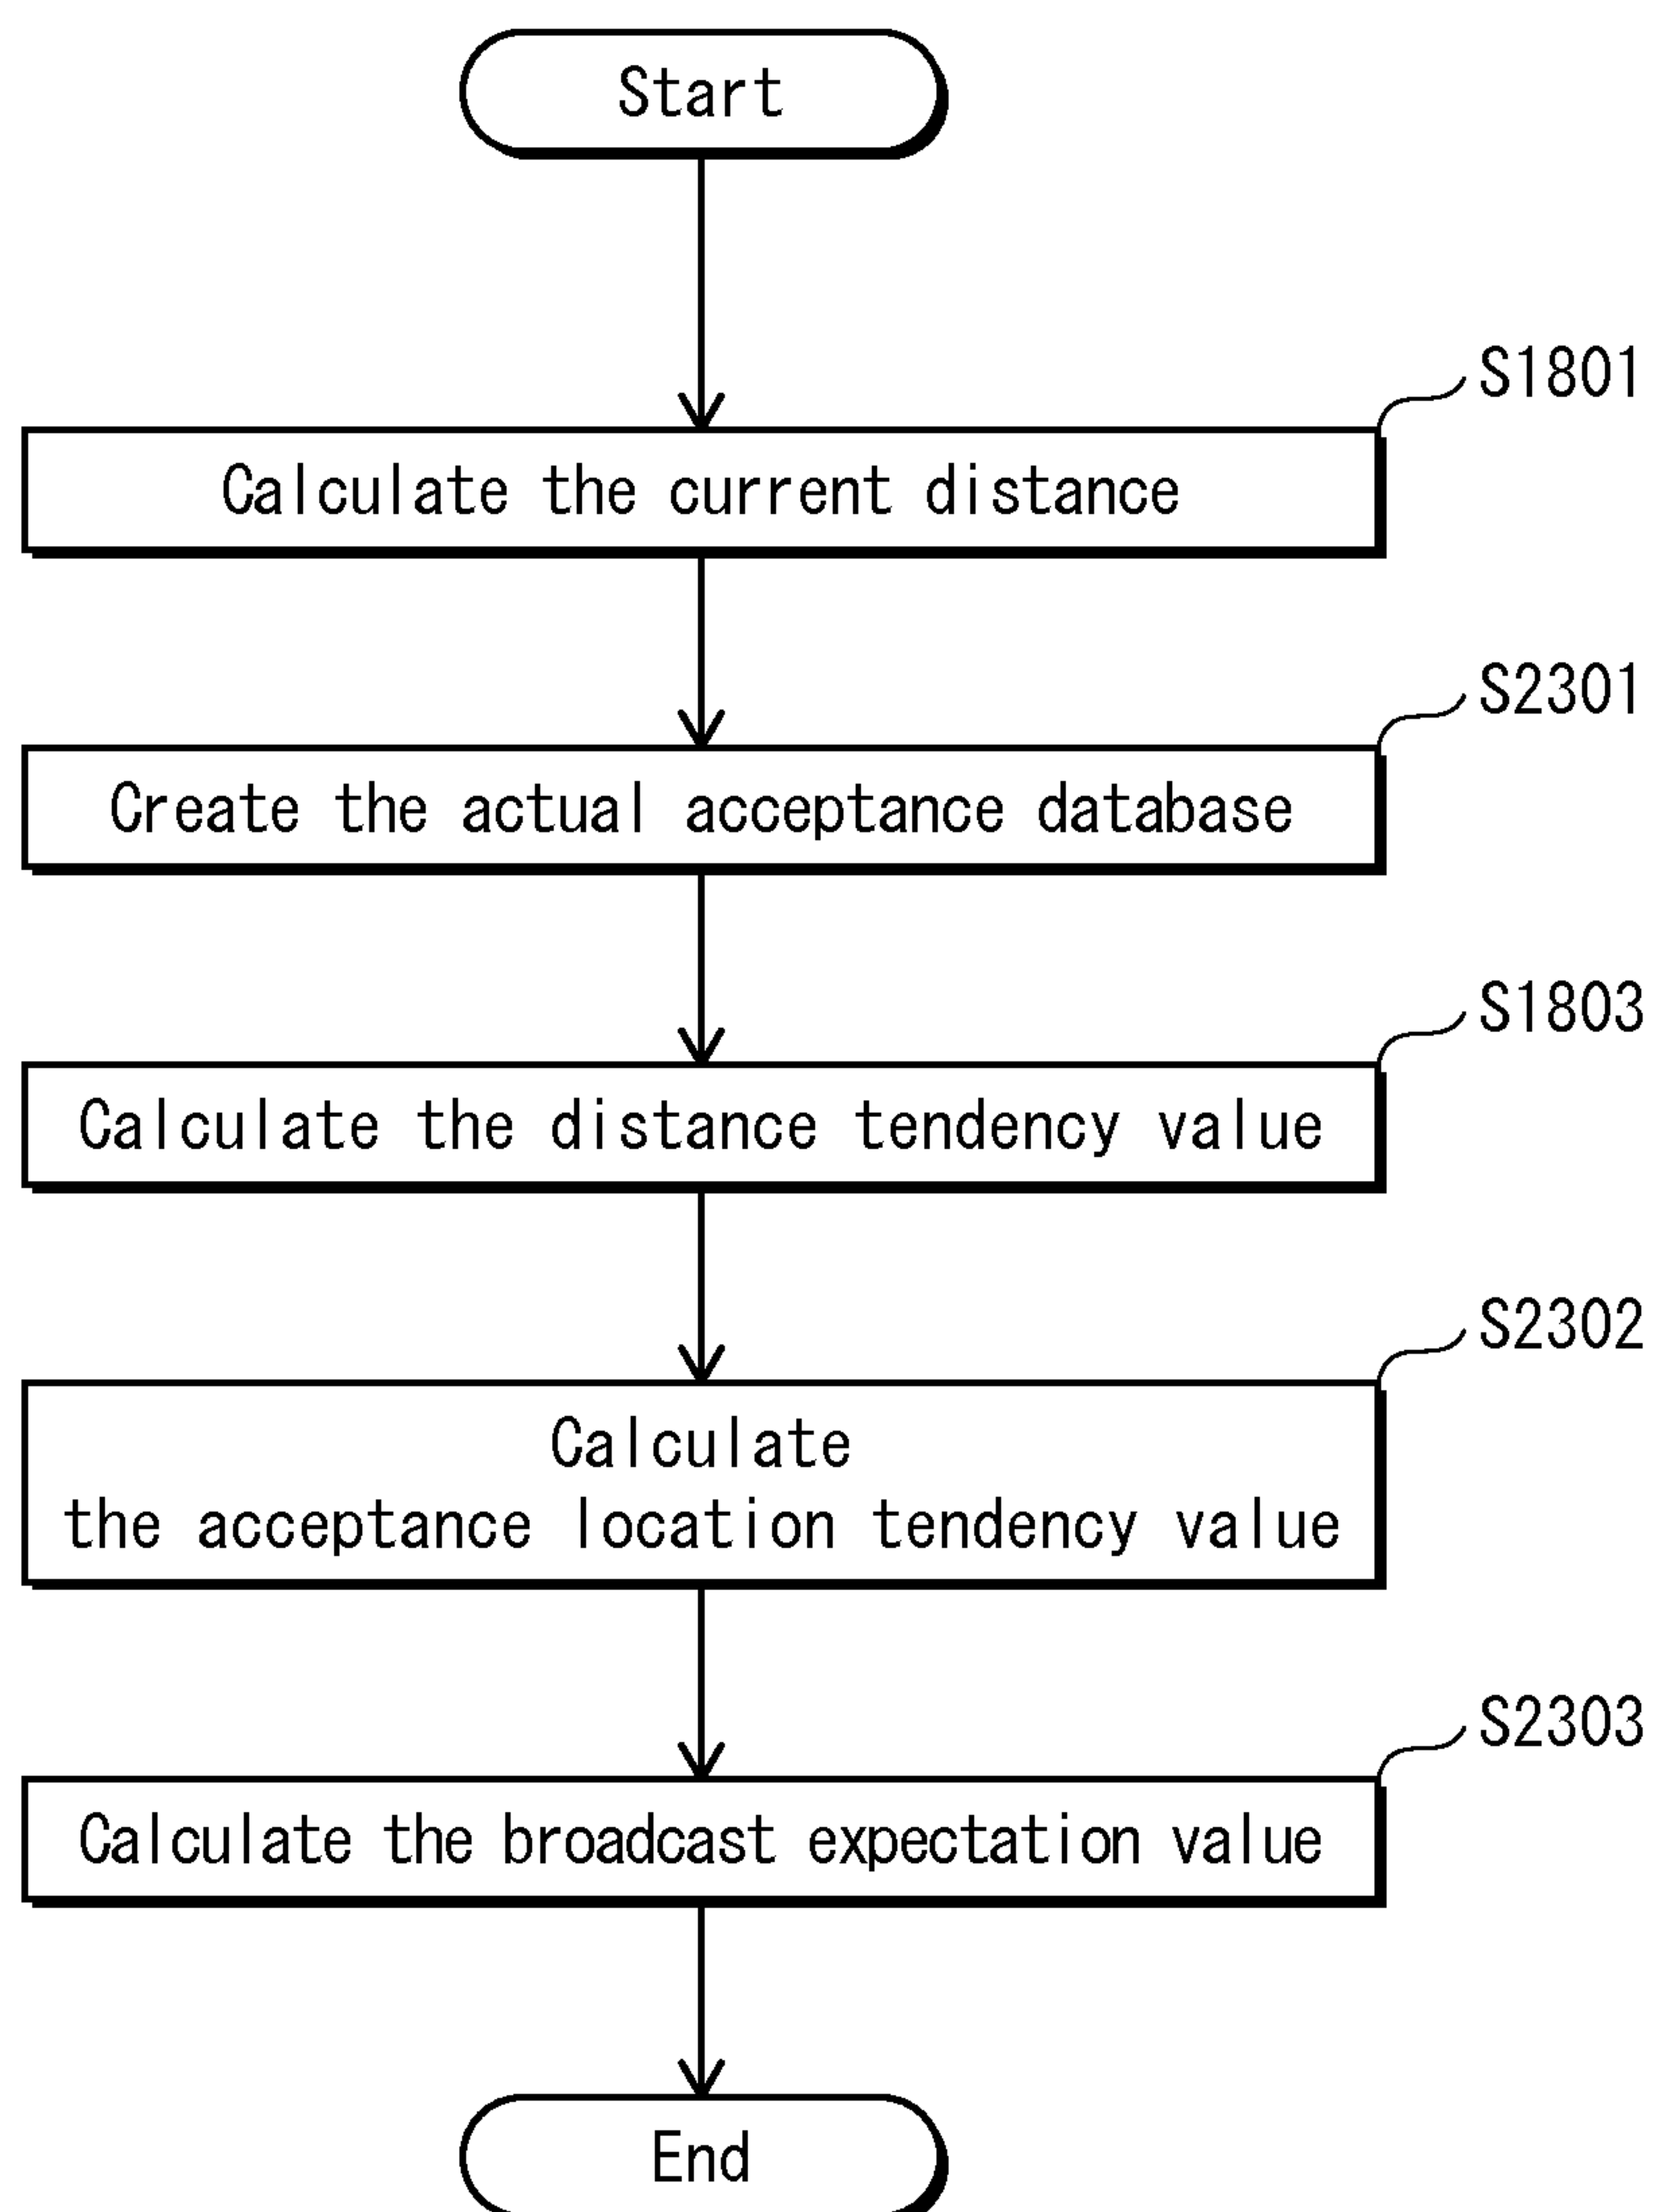 Start
S1801
Calculate the current distance
S2301
Create the actual acceptance database
S1803
Calculate the distance tendency value
S2302
Calculate
the acceptance location tendency value
S2303
Calculate the broadcast expectation value
End